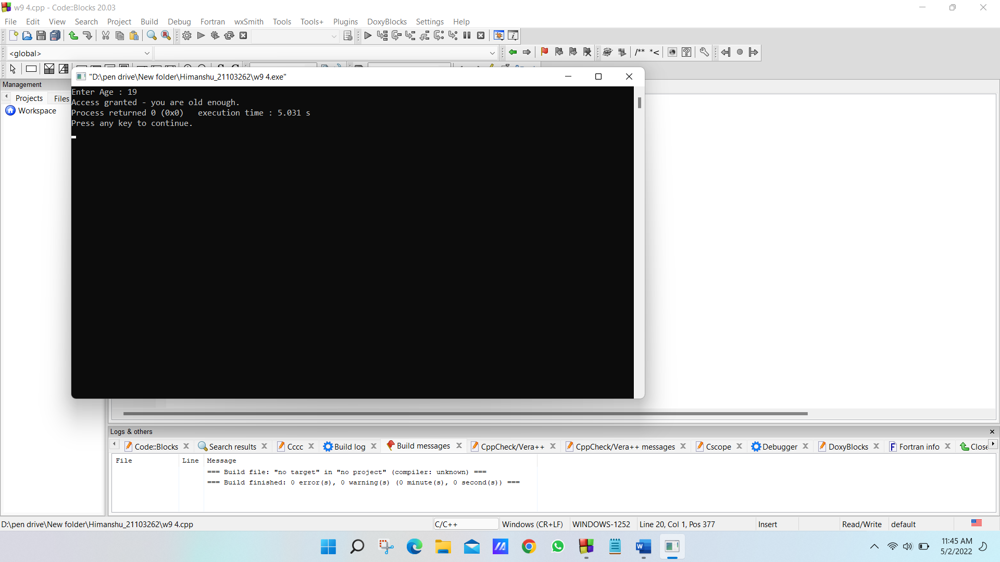 w9 4.cpp - Code::Blocks 20.03
File Edit View Search Project Build Debug Fortran wxSmith Tools Tools+ Plugins DoxyBlocks Settings Help
<global>
/** *<
Management
Projects Files
Workspace
"D:\pen drive\New folder\Himanshu_21103262\w9 4.exe"
Enter Age : 19
Access granted - you are old enough.
Process returned 0 (0x0)   execution time : 5.031 s
Press any key to continue.
Logs & others
Code::Blocks Search results Cccc Build log Build messages CppCheck/Vera++ CppCheck/Vera++ messages Cscope Debugger DoxyBlocks Fortran info Close
File Line Message
=== Build file: "no target" in "no project" (compiler: unknown) ===
=== Build finished: 0 error(s), 0 warning(s) (0 minute(s), 0 second(s)) ===
D:\pen drive\New folder\Himanshu_21103262\w9 4.cpp C/C++ Windows (CR+LF) WINDOWS-1252 Line 20, Col 1, Pos 377 Insert Read/Write default
11:45 AM
5/2/2022